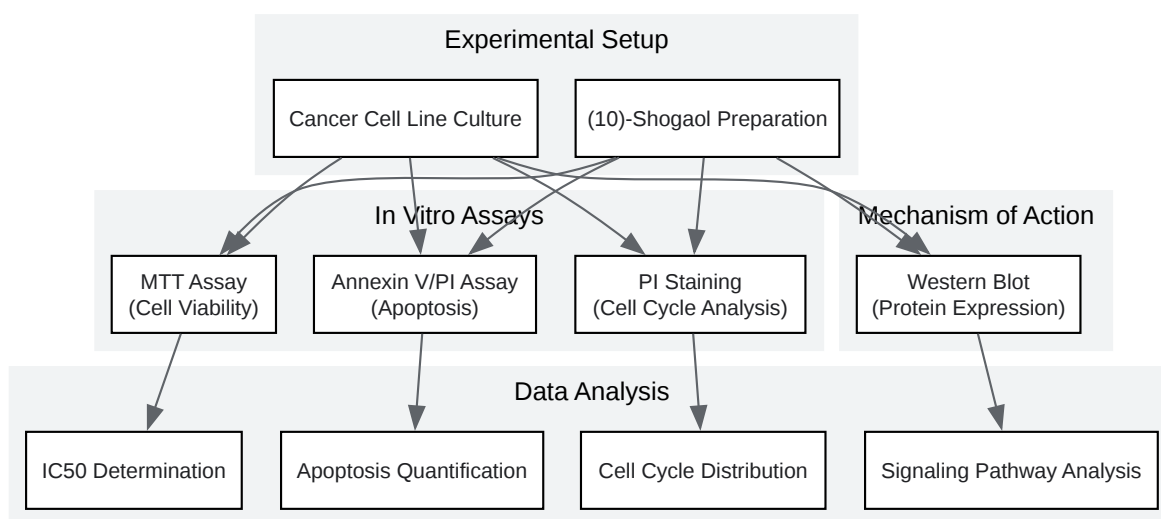 Experimental Setup
Cancer Cell Line Culture
(10)-Shogaol Preparation
In Vitro Assays
Mechanism of Action
MTT Assay
(Cell Viability)
Annexin V/PI Assay
(Apoptosis)
PI Staining
(Cell Cycle Analysis)
Western Blot
(Protein Expression)
Data Analysis
IC50 Determination
Apoptosis Quantification
Cell Cycle Distribution
Signaling Pathway Analysis